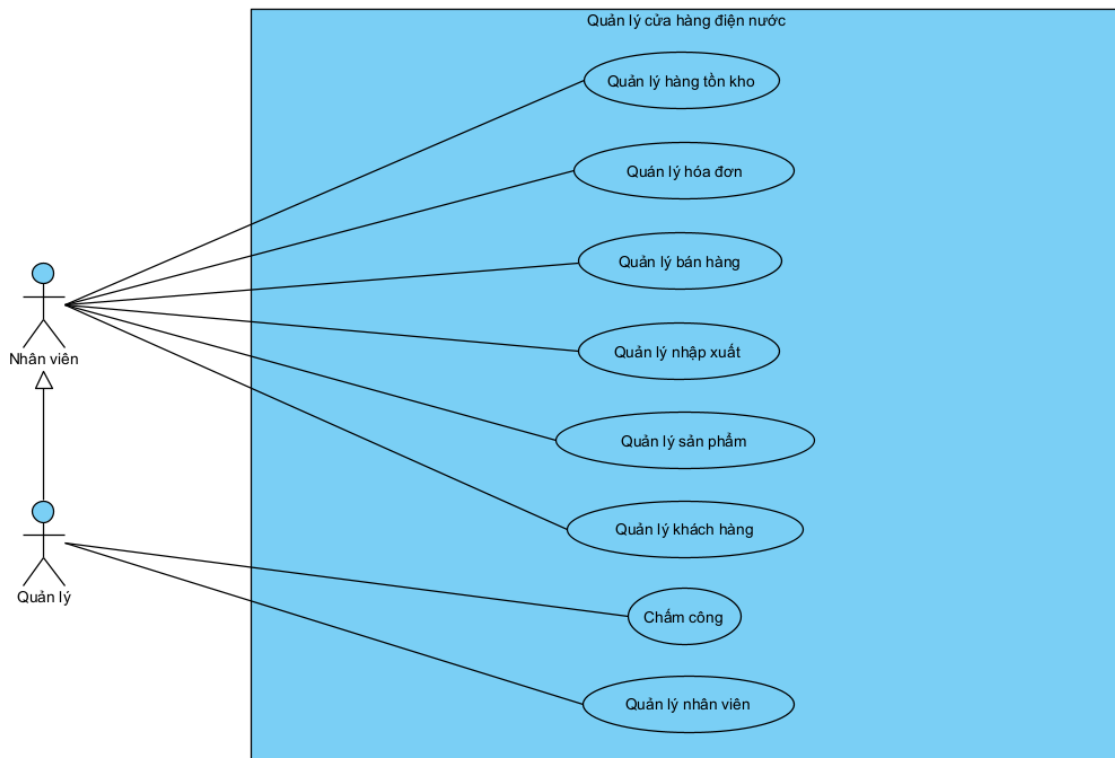 Quản lý cửa hàng điện nước
Quản lý hàng tồn kho
Quán lý hóa đơn
Quản lý bán hàng
Nhân viên
Quản lý nhập xuất
Quản lý sản phẩm
Quản lý khách hàng
Quản lý
Chấm công
Quản lý nhân viên